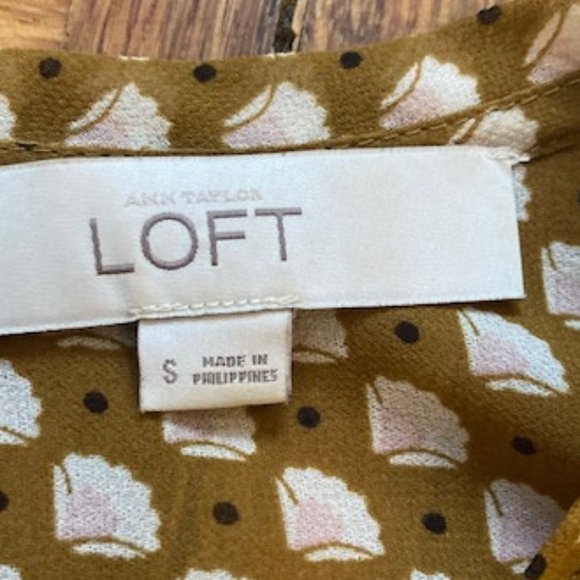 ANN TAYLOR
LOFT
S
MADE IN
PHILIPPINES